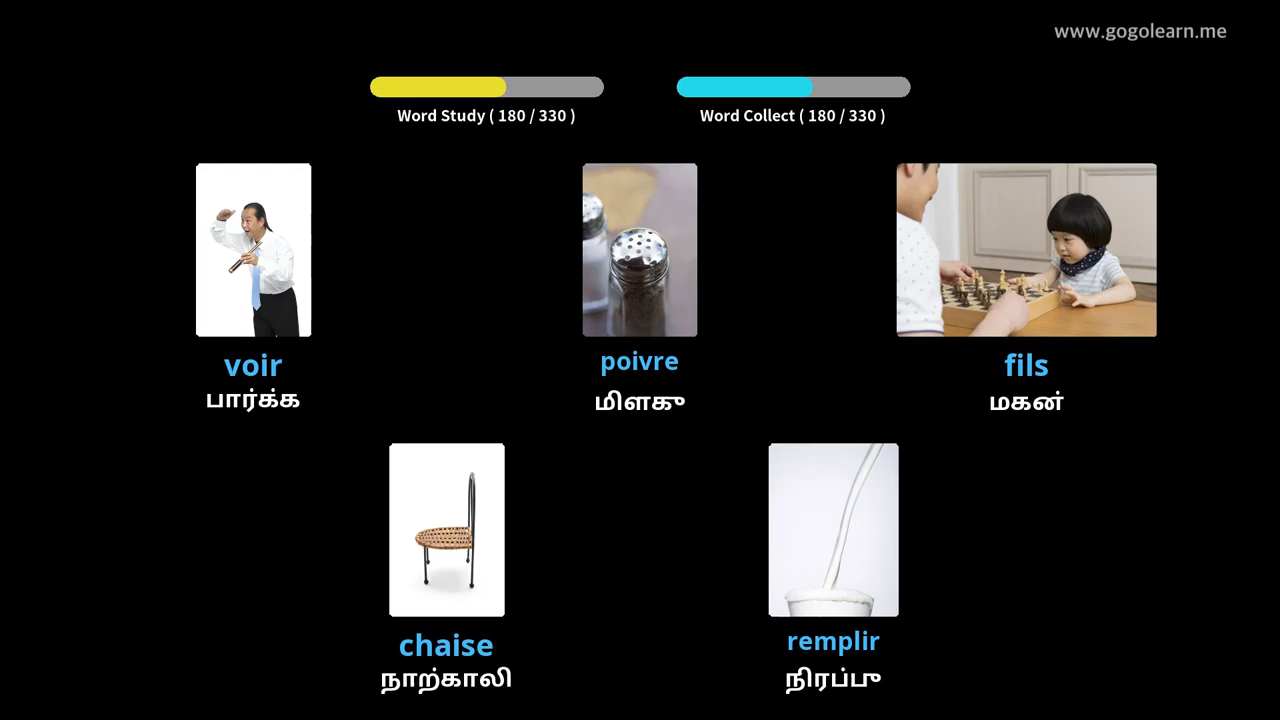 www.gogolearn.me
Word Study ( 180 / 330 )
Word Collect ( 180 / 330 )
voir
பார்க்க
poivre
மிளகு
fils
மகன்
chaise
நாற்காலி
remplir
நிரப்பு